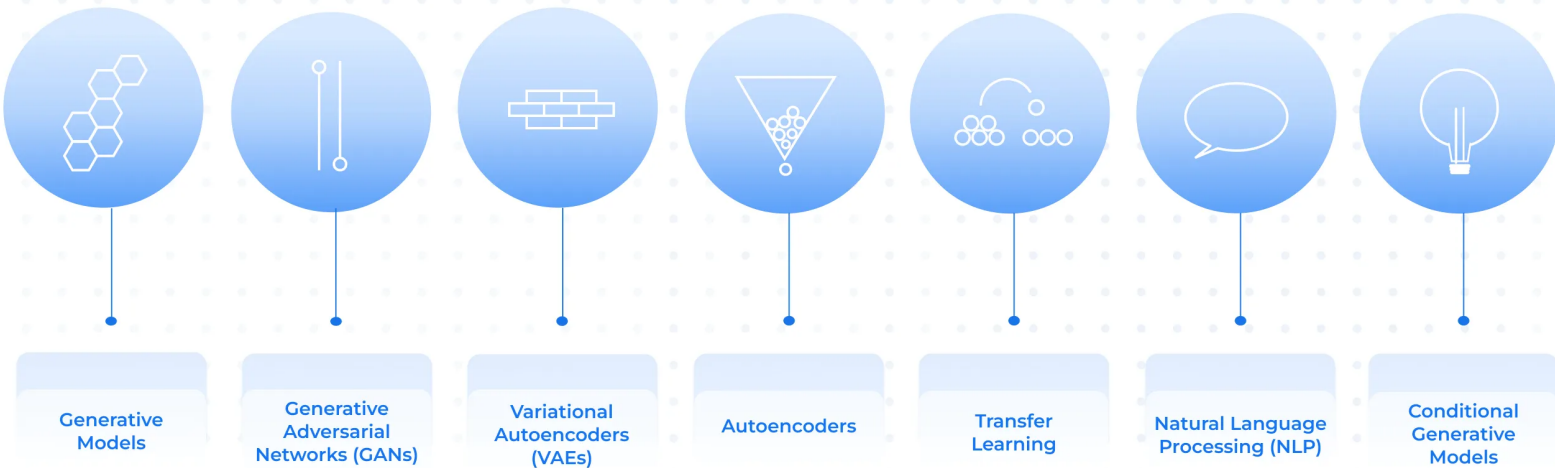 Generative
Models
Generative
Adversarial
Networks (GANs)
Variational
Autoencoders
(VAEs)
Autoencoders
Transfer
Learning
Natural Language
Processing (NLP)
Conditional
Generative
Models